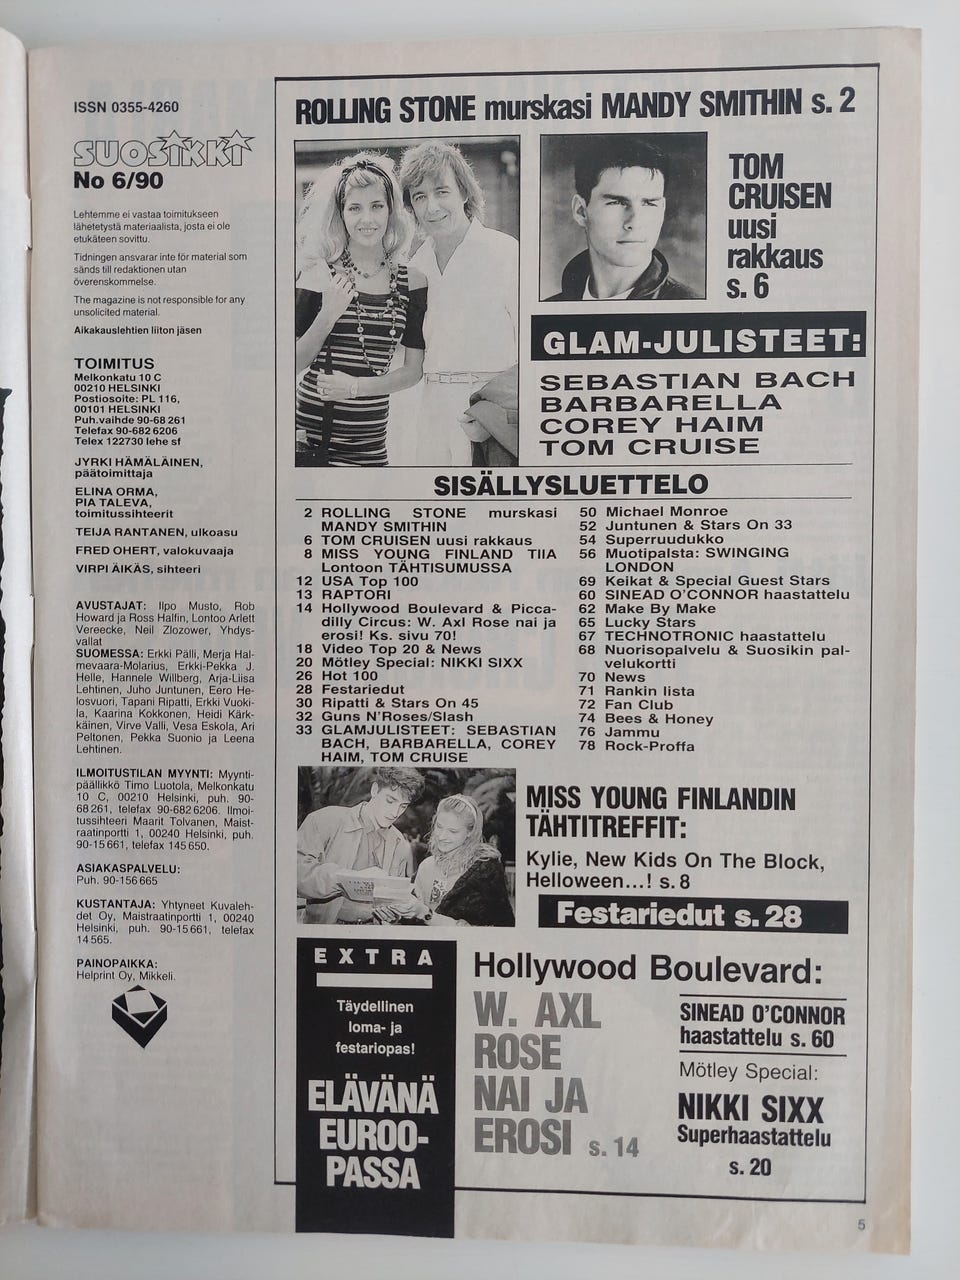 ISSN 0355-4260
SUOSIKKI
No 6/90
Lehtemme ei vastaa toimitukseen
lähetetystä materiaalista, josta ei ole
etukäteen sovittu.
Tidningen ansvarar inte för material som
sänds till redaktionen utan
överenskommelse.
The magazine is not responsible for any
unsolicited material.
Aikakauslehtien liiton jäsen
TOIMITUS
Melkonkatu 10 C
00210 HELSINKI
Postiosoite: PL 116,
00101 HELSINKI
Puh.vaihde 90-68 261
Telefax 90-682 6206
Telex 122730 lehe sf
JYRKI HÄMÄLÄINEN,
päätoimittaja
ELINA ORMA,
PIA TALEVA,
toimitussihteerit
TEIJA RANTANEN, ulkoasu
FRED OHERT, valokuvaaja
VIRPI ÄIKÄS, sihteeri
AVUSTAJAT: Ilpo Musto, Rob
Howard ja Ross Halfin, Lontoo Arlett
Vereecke, Neil Zlozower, Yhdys-
vallat
SUOMESSA: Erkki Pälli, Merja Hal-
mevaara-Molarius, Erkki-Pekka J.
Helle, Hannele Willberg, Arja-Liisa
Lehtinen, Juho Juntunen, Eero He-
losvuori, Tapani Ripatti, Erkki Vuoki-
la, Kaarina Kokkonen, Heidi Kärk-
käinen, Virve Valli, Vesa Eskola, Ari
Peltonen, Pekka Suonio ja Leena
Lehtinen.
ILMOITUSTILAN MYYNTI: Myynti-
päällikkö Timo Luotola, Melkonkatu
10 C, 00210 Helsinki, puh. 90-
68 261, telefax 90-682 6206. Ilmoi-
tussihteeri Maarit Tolvanen, Maist-
raatinportti 1, 00240 Helsinki, puh.
90-15 661, telefax 145 650.
ASIAKASPALVELU:
Puh. 90-156 665
KUSTANTAJA: Yhtyneet Kuvaleh-
det Oy, Maistraatinportti 1, 00240
Helsinki, puh. 90-15 661, telefax
14 565.
PAINOPAIKKA:
Helprint Oy, Mikkeli.
ROLLING STONE murskasi MANDY SMITHIN s. 2
TOM
CRUISEN
uusi
rakkaus
s. 6
GLAM-JULISTEET:
SEBASTIAN BACH
BARBARELLA
COREY HAIM
TOM CRUISE
SISÄLLYSLUETTELO
2 ROLLING STONE murskasi
MANDY SMITHIN
6 TOM CRUISEN uusi rakkaus
8 MISS YOUNG FINLAND TIIA
Lontoon TÄHTISUMUSSA
12 USA Top 100
13 RAPTORI
14 Hollywood Boulevard & Picca-
dilly Circus: W. Axl Rose nai ja
erosi! Ks. sivu 70!
18 Video Top 20 & News
20 Mötley Special: NIKKI SIXX
26 Hot 100
28 Festariedut
30 Ripatti & Stars On 45
32 Guns N'Roses/Slash
33 GLAMJULISTEET: SEBASTIAN
BACH, BARBARELLA, COREY
HAIM, TOM CRUISE
50 Michael Monroe
52 Juntunen & Stars On 33
54 Superruudukko
56 Muotipalsta: SWINGING
LONDON
69 Keikat & Special Guest Stars
60 SINEAD O'CONNOR haastattelu
62 Make By Make
65 Lucky Stars
67 TECHNOTRONIC haastattelu
68 Nuorisopalvelu & Suosikin pal-
velukortti
70 News
71 Rankin lista
72 Fan Club
74 Bees & Honey
76 Jammu
78 Rock-Proffa
MISS YOUNG FINLANDIN
TÄHTITREFFIT:
Kylie, New Kids On The Block,
Helloween...! s. 8
Festariedut s. 28
EXTRA
Täydellinen
loma- ja
festariopas!
ELÄVÄNÄ
EUROO-
PASSA
Hollywood Boulevard:
W. AXL
ROSE
NAI JA
EROSI s. 14
SINEAD O'CONNOR
haastattelu s. 60
Mötley Special:
NIKKI SIXX
Superhaastattelu
s. 20
5